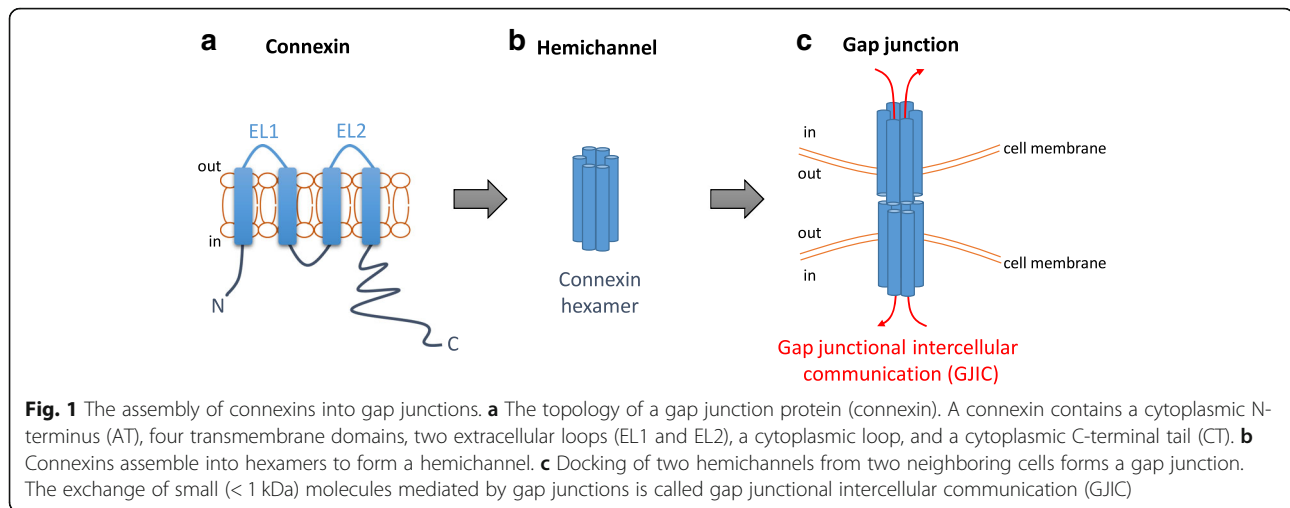 a Connexin
b Hemichannel
c Gap junction
EL1 EL2
out
in
N
C
Connexin
hexamer
in
out
cell membrane
out
in
cell membrane
Gap junctional intercellular
communication (GJIC)
Fig. 1 The assembly of connexins into gap junctions. a The topology of a gap junction protein (connexin). A connexin contains a cytoplasmic N-
terminus (AT), four transmembrane domains, two extracellular loops (EL1 and EL2), a cytoplasmic loop, and a cytoplasmic C-terminal tail (CT). b
Connexins assemble into hexamers to form a hemichannel. c Docking of two hemichannels from two neighboring cells forms a gap junction.
The exchange of small (< 1 kDa) molecules mediated by gap junctions is called gap junctional intercellular communication (GJIC)